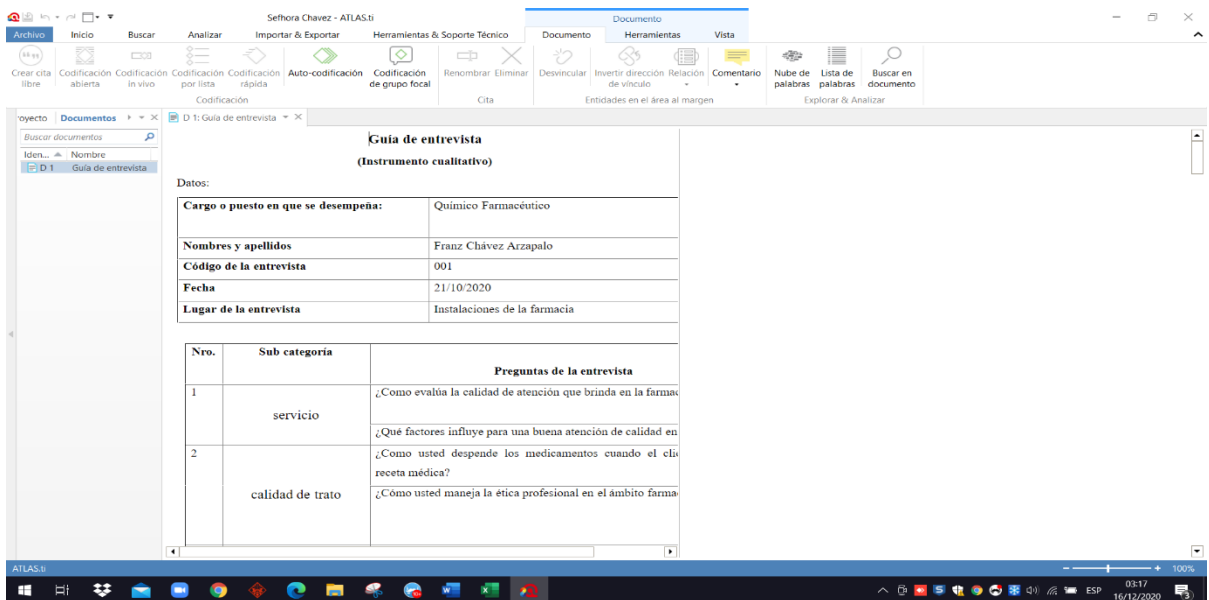 Sefhora Chavez - ATLAS.ti
Documento
Archivo Inicio Buscar Analizar Importar & Exportar Herramientas & Soporte Técnico Documento Herramientas Vista
Crear cita libre
Codificación abierta
Codificación in vivo
Codificación por lista
Codificación rápida
Auto-codificación
Codificación de grupo focal
Renombrar Eliminar
Desvincular
Invertir dirección de vínculo
Relación
Comentario
Nube de palabras
Lista de palabras
Buscar en documento
Codificación
Cita
Entidades en el área al margen
Explorar & Analizar
royecto Documentos
D 1: Guía de entrevista
Buscar documentos
Iden... Nombre
D 1 Guía de entrevista
Guía de entrevista
(Instrumento cualitativo)
Datos:
Cargo o puesto en que se desempeña: Químico Farmacéutico
Nombres y apellidos Franz Chávez Arzapalo
Código de la entrevista 001
Fecha 21/10/2020
Lugar de la entrevista Instalaciones de la farmacia
Nro. Sub categoría
Preguntas de la entrevista
1
servicio
¿Como evalúa la calidad de atención que brinda en la farmac
¿Qué factores influye para una buena atención de calidad en
2
calidad de trato
¿Como usted despende los medicamentos cuando el clie
receta médica?
¿Cómo usted maneja la ética profesional en el ámbito farma
ATLAS.ti
100%
ESP
03:17
16/12/2020